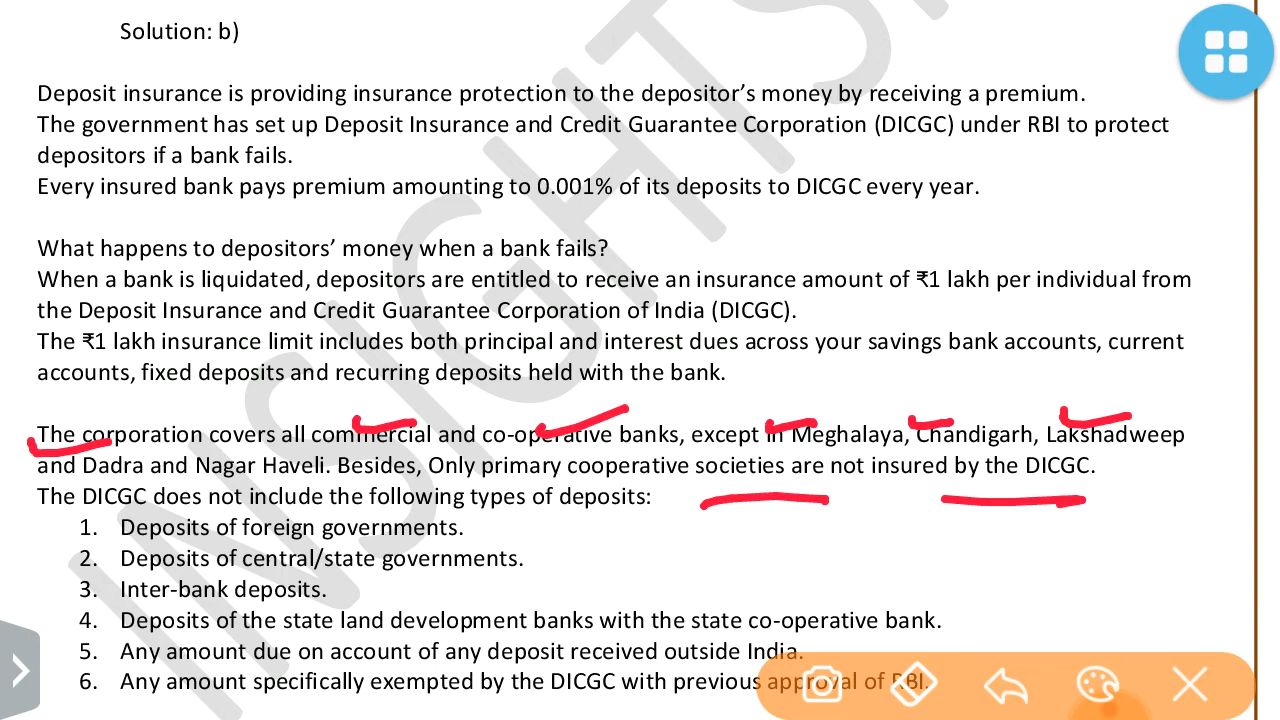 Solution: b)
Deposit insurance is providing insurance protection to the depositor’s money by receiving a premium.
The government has set up Deposit Insurance and Credit Guarantee Corporation (DICGC) under RBI to protect
depositors if a bank fails.
Every insured bank pays premium amounting to 0.001% of its deposits to DICGC every year.
What happens to depositors’ money when a bank fails?
When a bank is liquidated, depositors are entitled to receive an insurance amount of ₹1 lakh per individual from
the Deposit Insurance and Credit Guarantee Corporation of India (DICGC).
The ₹1 lakh insurance limit includes both principal and interest dues across your savings bank accounts, current
accounts, fixed deposits and recurring deposits held with the bank.
The corporation covers all commercial and co-operative banks, except in Meghalaya, Chandigarh, Lakshadweep
and Dadra and Nagar Haveli. Besides, Only primary cooperative societies are not insured by the DICGC.
The DICGC does not include the following types of deposits:
1. Deposits of foreign governments.
2. Deposits of central/state governments.
3. Inter-bank deposits.
4. Deposits of the state land development banks with the state co-operative bank.
5. Any amount due on account of any deposit received outside India.
6. Any amount specifically exempted by the DICGC with previous approval of RBI.
INSIGHTS